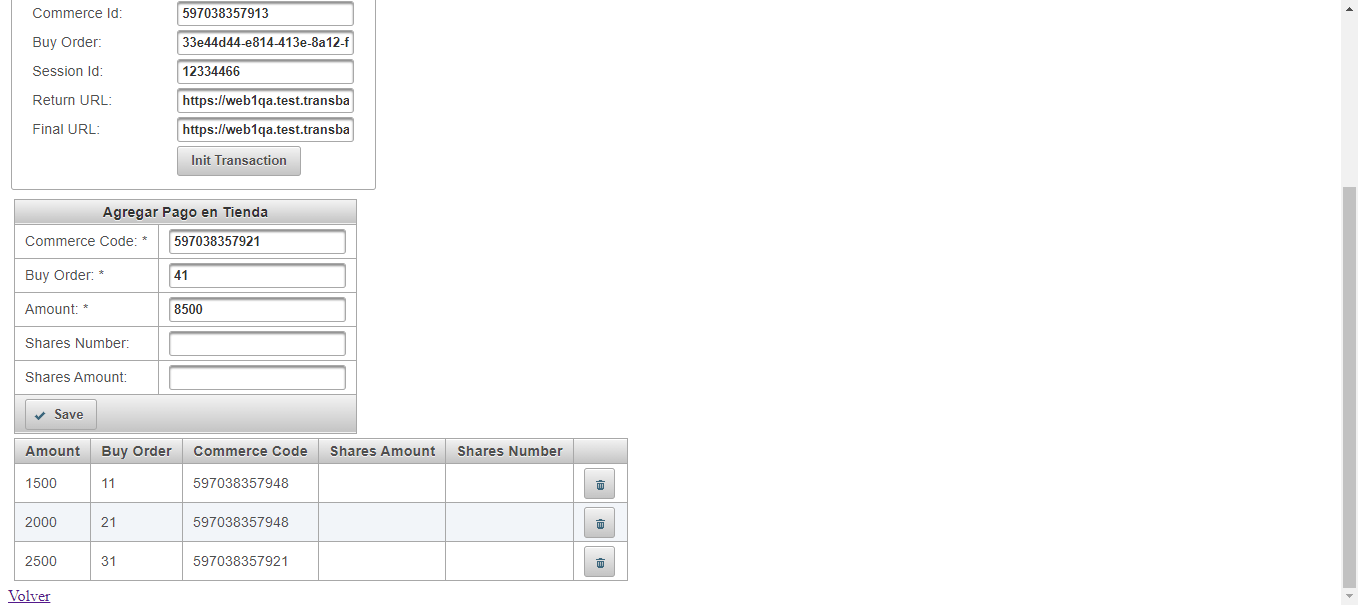 Commerce Id: 597038357913
Buy Order: 33e44d44-e814-413e-8a12-f
Session Id: 12334466
Return URL: https://web1qa.test.transba
Final URL: https://web1qa.test.transba
Init Transaction
Agregar Pago en Tienda
Commerce Code: * 597038357921
Buy Order: * 41
Amount: * 8500
Shares Number:
Shares Amount:
Save
Amount Buy Order Commerce Code Shares Amount Shares Number
1500 11 597038357948
2000 21 597038357948
2500 31 597038357921
Volver